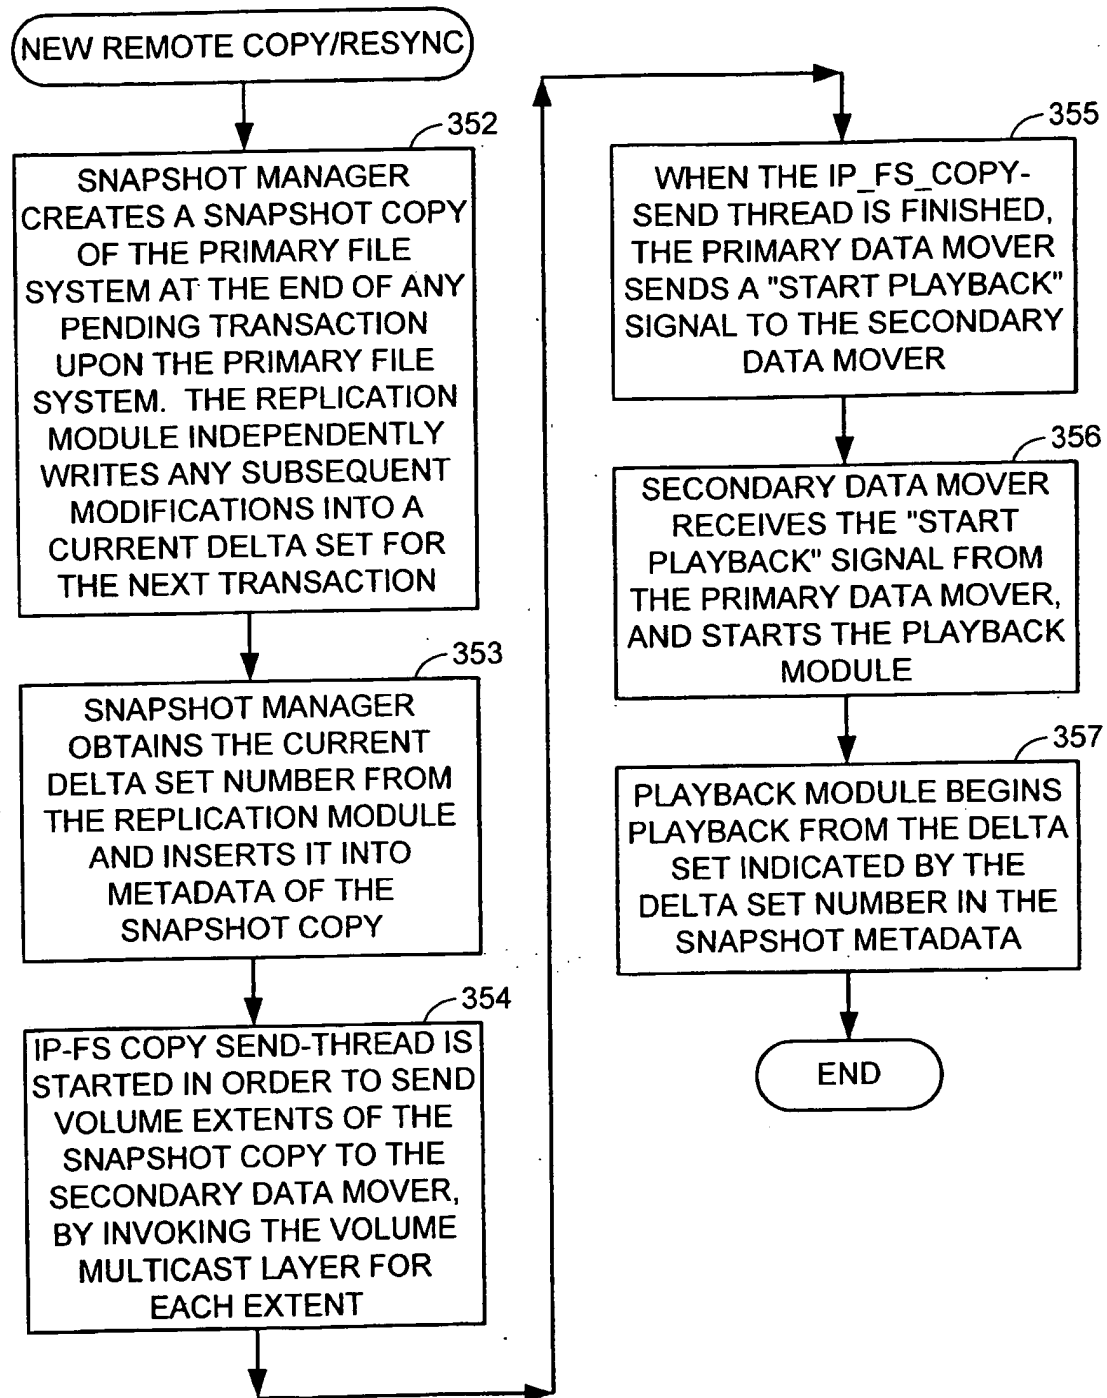 NEW REMOTE COPY/RESYNC
352
SNAPSHOT MANAGER
CREATES A SNAPSHOT COPY
OF THE PRIMARY FILE
SYSTEM AT THE END OF ANY
PENDING TRANSACTION
UPON THE PRIMARY FILE
SYSTEM. THE REPLICATION
MODULE INDEPENDENTLY
WRITES ANY SUBSEQUENT
MODIFICATIONS INTO A
CURRENT DELTA SET FOR
THE NEXT TRANSACTION
353
SNAPSHOT MANAGER
OBTAINS THE CURRENT
DELTA SET NUMBER FROM
THE REPLICATION MODULE
AND INSERTS IT INTO
METADATA OF THE
SNAPSHOT COPY
354
IP-FS COPY SEND-THREAD IS
STARTED IN ORDER TO SEND
VOLUME EXTENTS OF THE
SNAPSHOT COPY TO THE
SECONDARY DATA MOVER,
BY INVOKING THE VOLUME
MULTICAST LAYER FOR
EACH EXTENT
355
WHEN THE IP_FS_COPY-
SEND THREAD IS FINISHED,
THE PRIMARY DATA MOVER
SENDS A "START PLAYBACK"
SIGNAL TO THE SECONDARY
DATA MOVER
356
SECONDARY DATA MOVER
RECEIVES THE "START
PLAYBACK" SIGNAL FROM
THE PRIMARY DATA MOVER,
AND STARTS THE PLAYBACK
MODULE
357
PLAYBACK MODULE BEGINS
PLAYBACK FROM THE DELTA
SET INDICATED BY THE
DELTA SET NUMBER IN THE
SNAPSHOT METADATA
END